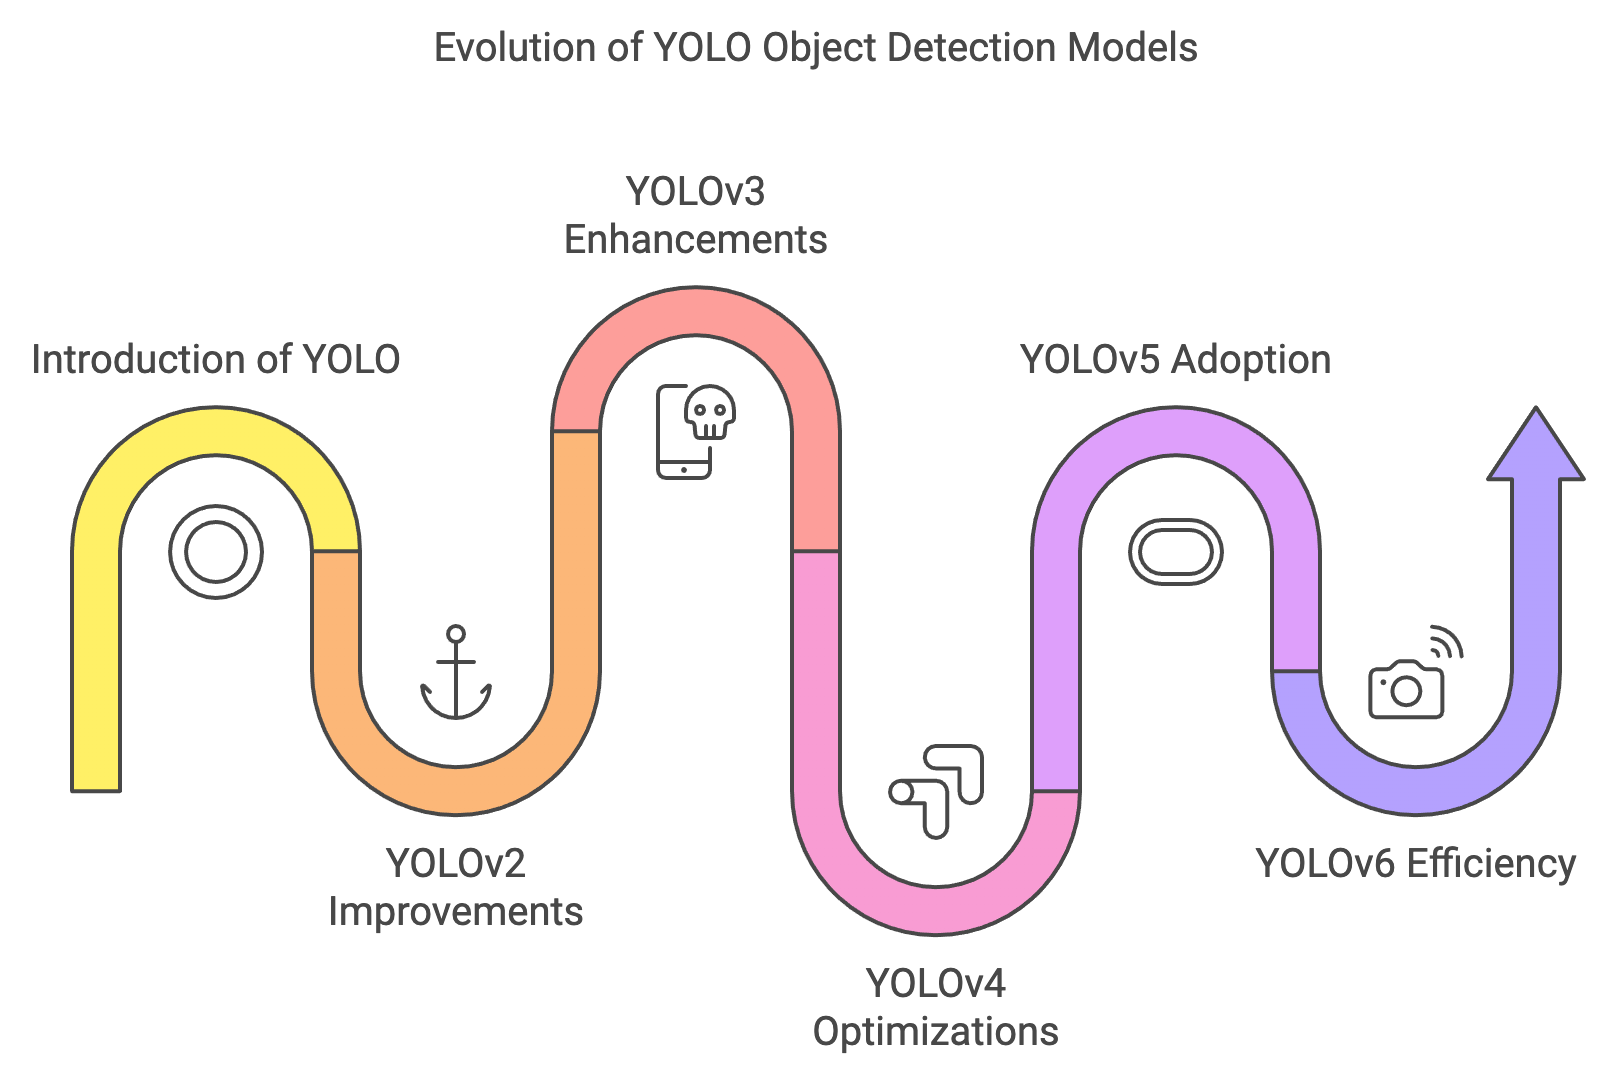 Evolution of YOLO Object Detection Models
Introduction of YOLO
YOLOv2
Improvements
YOLOv3
Enhancements
YOLOv4
Optimizations
YOLOv5 Adoption
YOLOv6 Efficiency